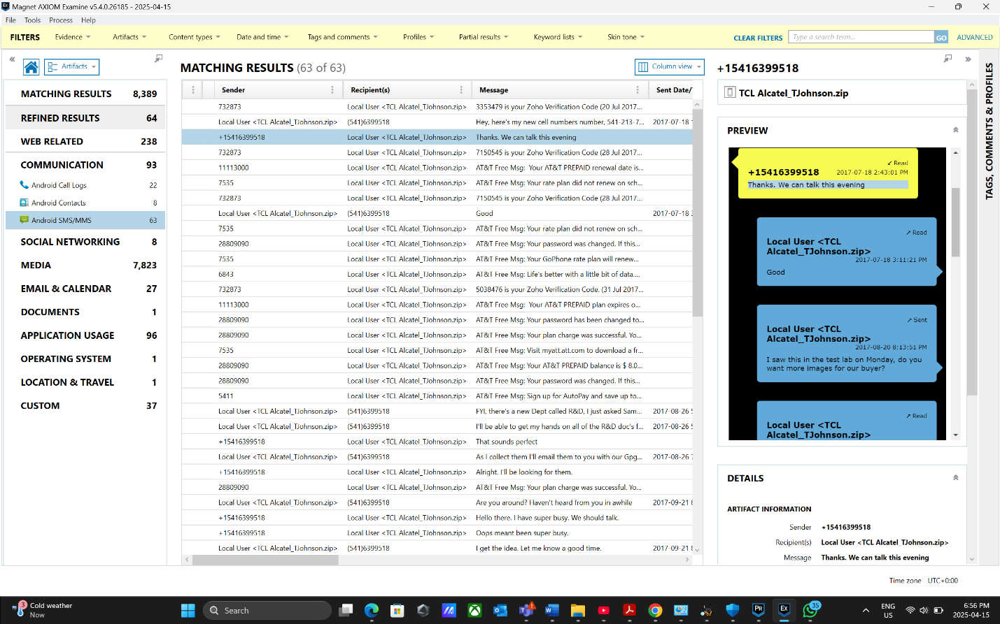 Magnet AXIOM Examine v5.4.0.26185 - 2025-04-15
File Tools Process Help
FILTERS Evidence Artifacts Content types Date and time Tags and comments Profiles Partial results Keyword lists Skin tone CLEAR FILTERS Type a search term... GO ADVANCED
Artifacts
MATCHING RESULTS 8,389
REFINED RESULTS 64
WEB RELATED 238
COMMUNICATION 93
Android Call Logs 22
Android Contacts 8
Android SMS/MMS 63
SOCIAL NETWORKING 8
MEDIA 7,823
EMAIL & CALENDAR 27
DOCUMENTS 1
APPLICATION USAGE 96
OPERATING SYSTEM 1
LOCATION & TRAVEL 1
CUSTOM 37
MATCHING RESULTS (63 of 63) Column view
Sender Recipient(s) Message Sent Date/
732873 Local User <TCL Alcatel_TJohnson.zip> 3353479 is your Zoho Verification Code (20 Jul 2017...
Local User <TCL Alcatel_TJohnson.zip> (541)6399518 Hey, here's my new cell numbers number, 541-213-7... 2017-07-18
+15416399518 Local User <TCL Alcatel_TJohnson.zip> Thanks. We can talk this evening
732873 Local User <TCL Alcatel_TJohnson.zip> 7150545 is your Zoho Verification Code (28 Jul 2017...
11113000 Local User <TCL Alcatel_TJohnson.zip> AT&T Free Msg: Your AT&T PREPAID renewal date is...
7535 Local User <TCL Alcatel_TJohnson.zip> AT&T Free Msg: Your rate plan did not renew on sch...
732873 Local User <TCL Alcatel_TJohnson.zip> 7150545 is your Zoho Verification Code (28 Jul 2017...
Local User <TCL Alcatel_TJohnson.zip> (541)6399518 Good 2017-07-18
7535 Local User <TCL Alcatel_TJohnson.zip> AT&T Free Msg: Your rate plan did not renew on sch...
28809090 Local User <TCL Alcatel_TJohnson.zip> AT&T Free Msg: Your password was changed. If this...
7535 Local User <TCL Alcatel_TJohnson.zip> AT&T Free Msg: Your GoPhone rate plan will renew...
6843 Local User <TCL Alcatel_TJohnson.zip> AT&T Free Msg: Life's better with a little bit of data....
732873 Local User <TCL Alcatel_TJohnson.zip> 5038476 is your Zoho Verification Code. (31 Jul 2017...
11113000 Local User <TCL Alcatel_TJohnson.zip> AT&T Free Msg: Your AT&T PREPAID plan expires o...
28809090 Local User <TCL Alcatel_TJohnson.zip> AT&T Free Msg: Your password has been changed to...
28809090 Local User <TCL Alcatel_TJohnson.zip> AT&T Free Msg: Your plan charge was successful. Yo...
7535 Local User <TCL Alcatel_TJohnson.zip> AT&T Free Msg: Visit myatt.att.com to download a fr...
28809090 Local User <TCL Alcatel_TJohnson.zip> AT&T Free Msg: Your AT&T PREPAID balance is $ 8.0...
28809090 Local User <TCL Alcatel_TJohnson.zip> AT&T Free Msg: Your password was changed. If this...
5411 Local User <TCL Alcatel_TJohnson.zip> AT&T Free Msg: Sign up for AutoPay and save up to...
Local User <TCL Alcatel_TJohnson.zip> (541)6399518 FYI, there's a new Dept called R&D, I just asked Sam... 2017-08-26
Local User <TCL Alcatel_TJohnson.zip> (541)6399518 I'll be able to get my hands on all of the R&D doc's f... 2017-08-26
+15416399518 Local User <TCL Alcatel_TJohnson.zip> That sounds perfect
Local User <TCL Alcatel_TJohnson.zip> (541)6399518 As I collect them I'll email them to you with our Gpg... 2017-08-26
+15416399518 Local User <TCL Alcatel_TJohnson.zip> Alright. I'll be looking for them.
28809090 Local User <TCL Alcatel_TJohnson.zip> AT&T Free Msg: Your plan charge was successful. Yo...
Local User <TCL Alcatel_TJohnson.zip> (541)6399518 Are you around? Haven't heard from you in awhile 2017-09-21
+15416399518 Local User <TCL Alcatel_TJohnson.zip> Hello there. I have super busy. We should talk.
+15416399518 Local User <TCL Alcatel_TJohnson.zip> Oops meant been super busy.
Local User <TCL Alcatel_TJohnson.zip> (541)6399518 I get the idea. Let me know a good time. 2017-09-21
+15416399518
TCL Alcatel_TJohnson.zip
PREVIEW
Read
+15416399518 2017-07-18 2:43:01 PM
Thanks. We can talk this evening
Read
Local User <TCL
Alcatel_TJohnson.zip>
2017-07-18 3:11:21 PM
Good
Sent
Local User <TCL
Alcatel_TJohnson.zip>
2017-08-20 8:13:51 PM
I saw this in the test lab on Monday, do you
want more images for our buyer?
Read
Local User <TCL
Alcatel_TJohnson.zip>
DETAILS
ARTIFACT INFORMATION
Sender +15416399518
Recipient(s) Local User <TCL Alcatel_TJohnson.zip>
Message Thanks. We can talk this evening
TAGS, COMMENTS & PROFILES
Time zone UTC+0:00
3 Cold weather
Now
Search
W
PR
EX
35
ENG
US
6:56 PM
2025-04-15